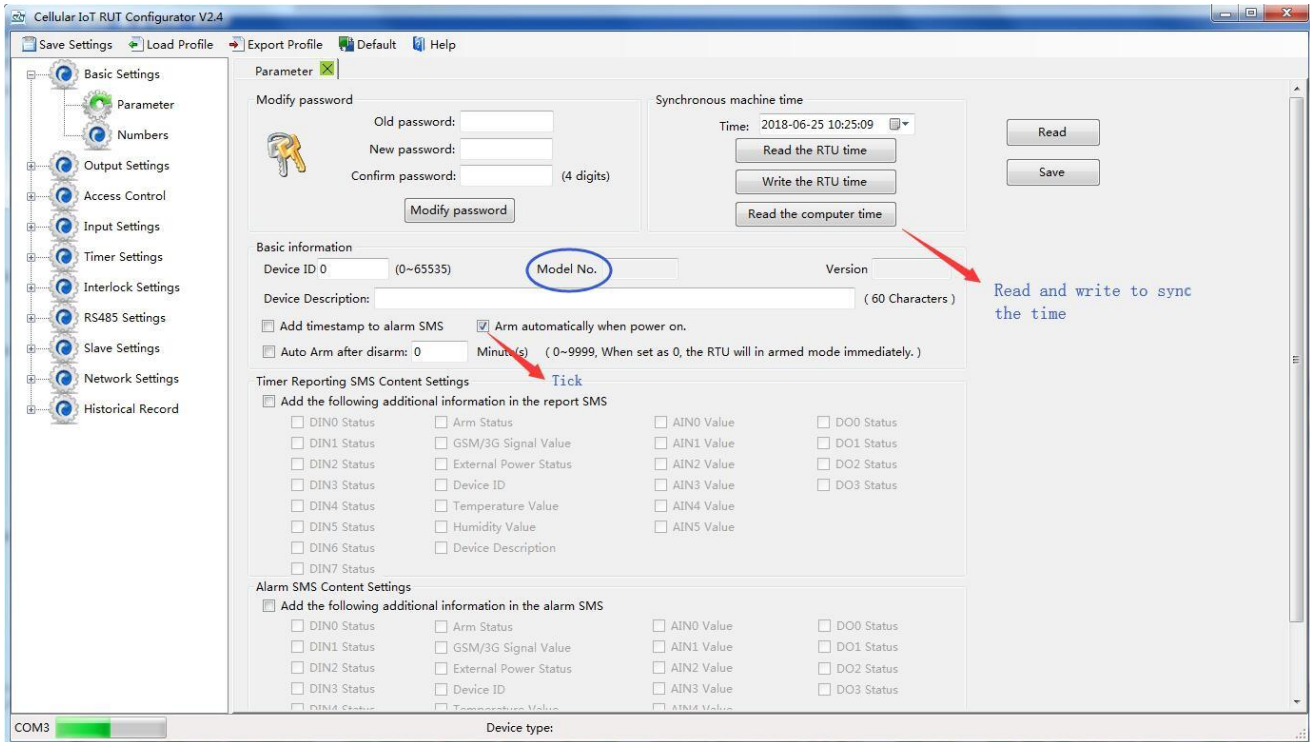 Cellular IoT RUT Configurator V2.4
Save Settings Load Profile Export Profile Default Help
Basic Settings
Parameter
Numbers
Output Settings
Access Control
Input Settings
Timer Settings
Interlock Settings
RS485 Settings
Slave Settings
Network Settings
Historical Record
Parameter
Modify password
Old password:
New password:
Confirm password: (4 digits)
Modify password
Synchronous machine time
Time: 2018-06-25 10:25:09
Read the RTU time
Write the RTU time
Read the computer time
Read
Save
Read and write to sync
the time
Basic information
Device ID 0 (0~65535) Model No. Version
Device Description: ( 60 Characters )
Add timestamp to alarm SMS Arm automatically when power on.
Auto Arm after disarm: 0 Minute(s) ( 0~9999, When set as 0, the RTU will in armed mode immediately. )
Tick
Timer Reporting SMS Content Settings
Add the following additional information in the report SMS
DIN0 Status Arm Status AIN0 Value DO0 Status
DIN1 Status GSM/3G Signal Value AIN1 Value DO1 Status
DIN2 Status External Power Status AIN2 Value DO2 Status
DIN3 Status Device ID AIN3 Value DO3 Status
DIN4 Status Temperature Value AIN4 Value
DIN5 Status Humidity Value AIN5 Value
DIN6 Status Device Description
DIN7 Status
Alarm SMS Content Settings
Add the following additional information in the alarm SMS
DIN0 Status Arm Status AIN0 Value DO0 Status
DIN1 Status GSM/3G Signal Value AIN1 Value DO1 Status
DIN2 Status External Power Status AIN2 Value DO2 Status
DIN3 Status Device ID AIN3 Value DO3 Status
DIN4 Status Temperature Value AIN4 Value
COM3 Device type: